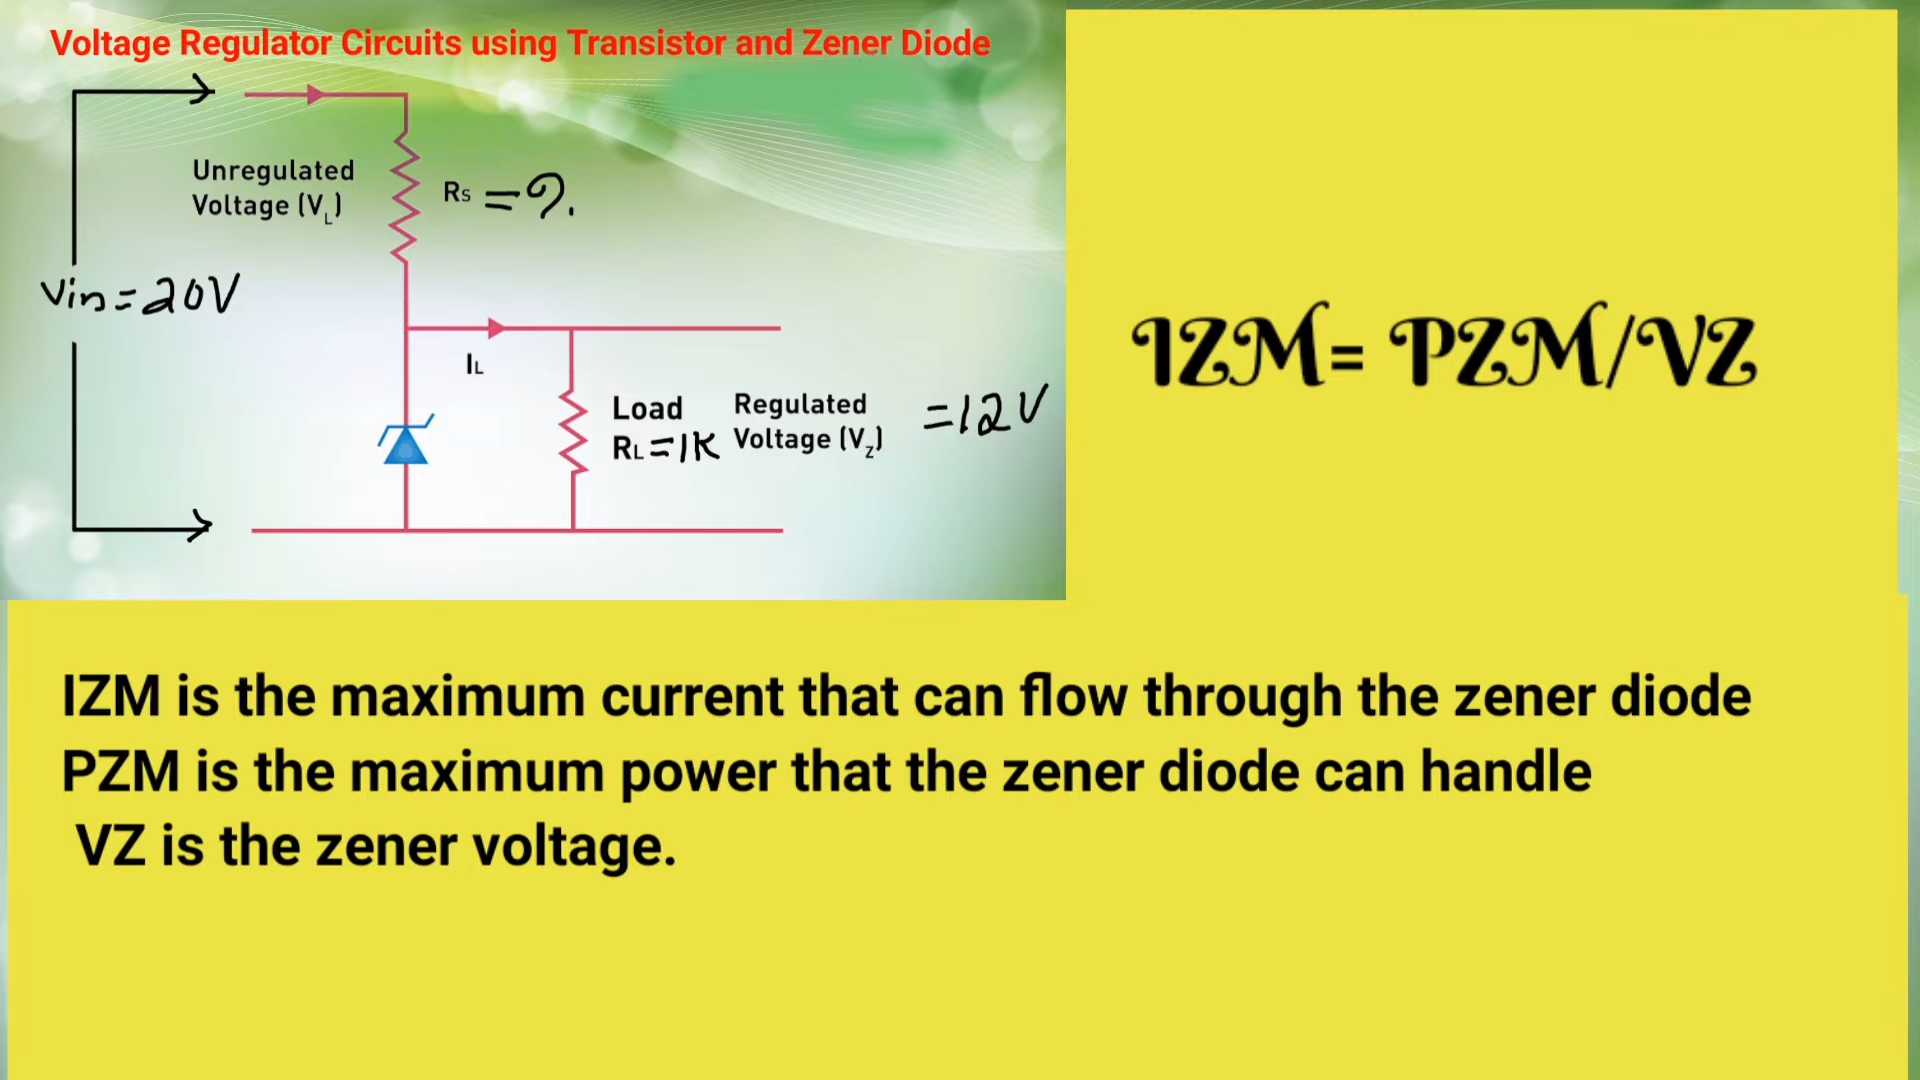 Voltage Regulator Circuits using Transistor and Zener Diode
Unregulated
Voltage (VL)
Rs =?.
Vin=20V
IL
Load
RL=1K
Regulated
Voltage (Vz)
=12V
IZM= PZM/VZ
IZM is the maximum current that can flow through the zener diode
PZM is the maximum power that the zener diode can handle
VZ is the zener voltage.